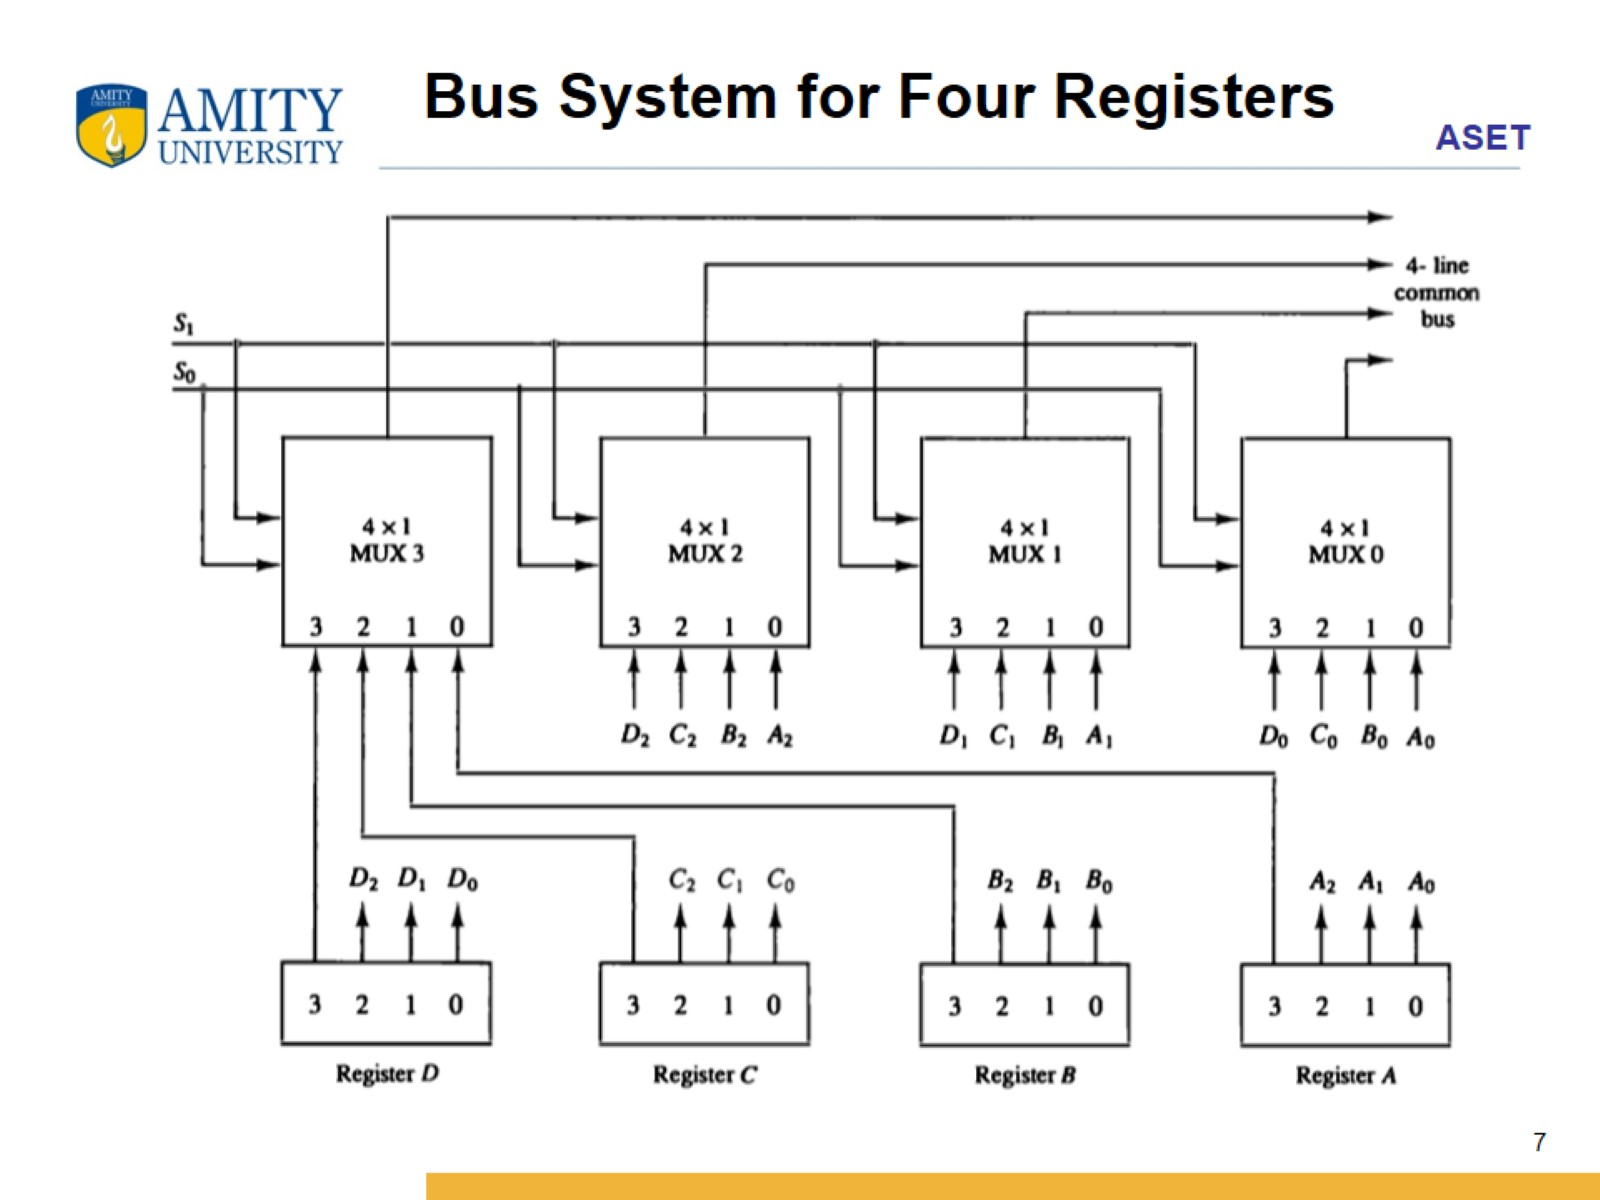 AMITY
UNIVERSITY
AMITY
UNIVERSITY
Bus System for Four Registers
ASET
4- line
common
bus
S₁
S₀
4 × 1
MUX 3
4 × 1
MUX 2
4 × 1
MUX 1
4 × 1
MUX 0
3 2 1 0
3 2 1 0
3 2 1 0
3 2 1 0
D₂ C₂ B₂ A₂
D₁ C₁ B₁ A₁
D₀ C₀ B₀ A₀
D₂ D₁ D₀
C₂ C₁ C₀
B₂ B₁ B₀
A₂ A₁ A₀
3 2 1 0
3 2 1 0
3 2 1 0
3 2 1 0
Register D
Register C
Register B
Register A
7